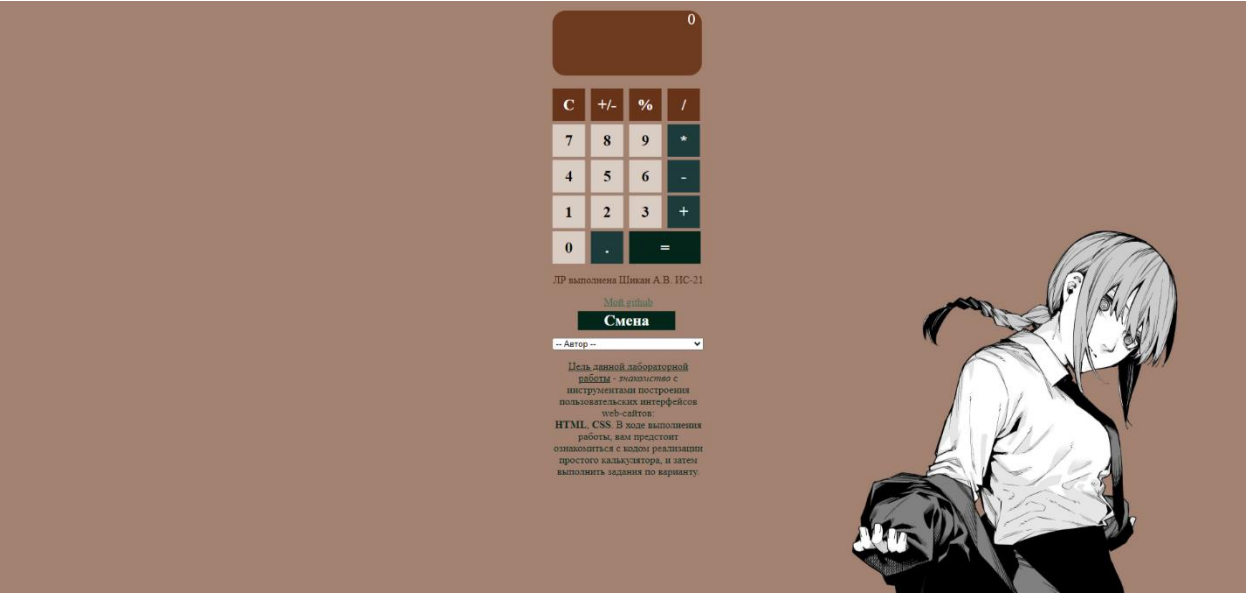 0
C +/- % /
7 8 9 *
4 5 6 -
1 2 3 +
0 . =
ЛР выполнена Шикан А.В. ИС-21
Мой github
Смена
-- Автор --
Цель данной лабораторной
работы - знакомство с
инструментами построения
пользовательских интерфейсов
web-сайтов:
HTML, CSS. В ходе выполнения
работы, вам предстоит
ознакомиться с кодом реализации
простого калькулятора, и затем
выполнить задания по варианту.